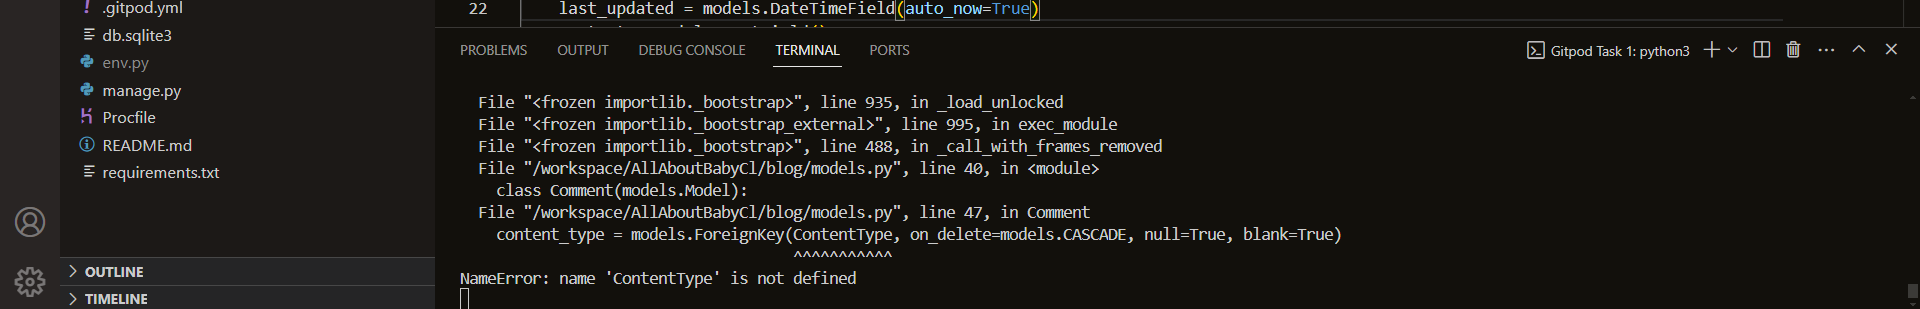 .gitpod.yml
db.sqlite3
env.py
manage.py
Procfile
README.md
requirements.txt
OUTLINE
TIMELINE
22 last_updated = models.DateTimeField(auto_now=True)
PROBLEMS OUTPUT DEBUG CONSOLE TERMINAL PORTS
Gitpod Task 1: python3
File "<frozen importlib._bootstrap>", line 935, in _load_unlocked
File "<frozen importlib._bootstrap_external>", line 995, in exec_module
File "<frozen importlib._bootstrap>", line 488, in _call_with_frames_removed
File "/workspace/AllAboutBabyCl/blog/models.py", line 40, in <module>
class Comment(models.Model):
File "/workspace/AllAboutBabyCl/blog/models.py", line 47, in Comment
content_type = models.ForeignKey(ContentType, on_delete=models.CASCADE, null=True, blank=True)
^^^^^^^^^^^
NameError: name 'ContentType' is not defined